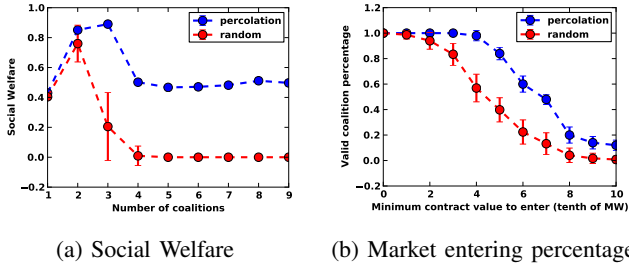 1.0
0.8
0.6
0.4
0.2
0.0
−0.2
Social Welfare
percolation
random
1 2 3 4 5 6 7 8 9
Number of coalitions
1.2
1.0
0.8
0.6
0.4
0.2
0.0
−0.2
Valid coalition percentage
percolation
random
0 2 4 6 8 10
Minimum contract value to enter (tenth of MW)
(a) Social Welfare
(b) Market entering percentage